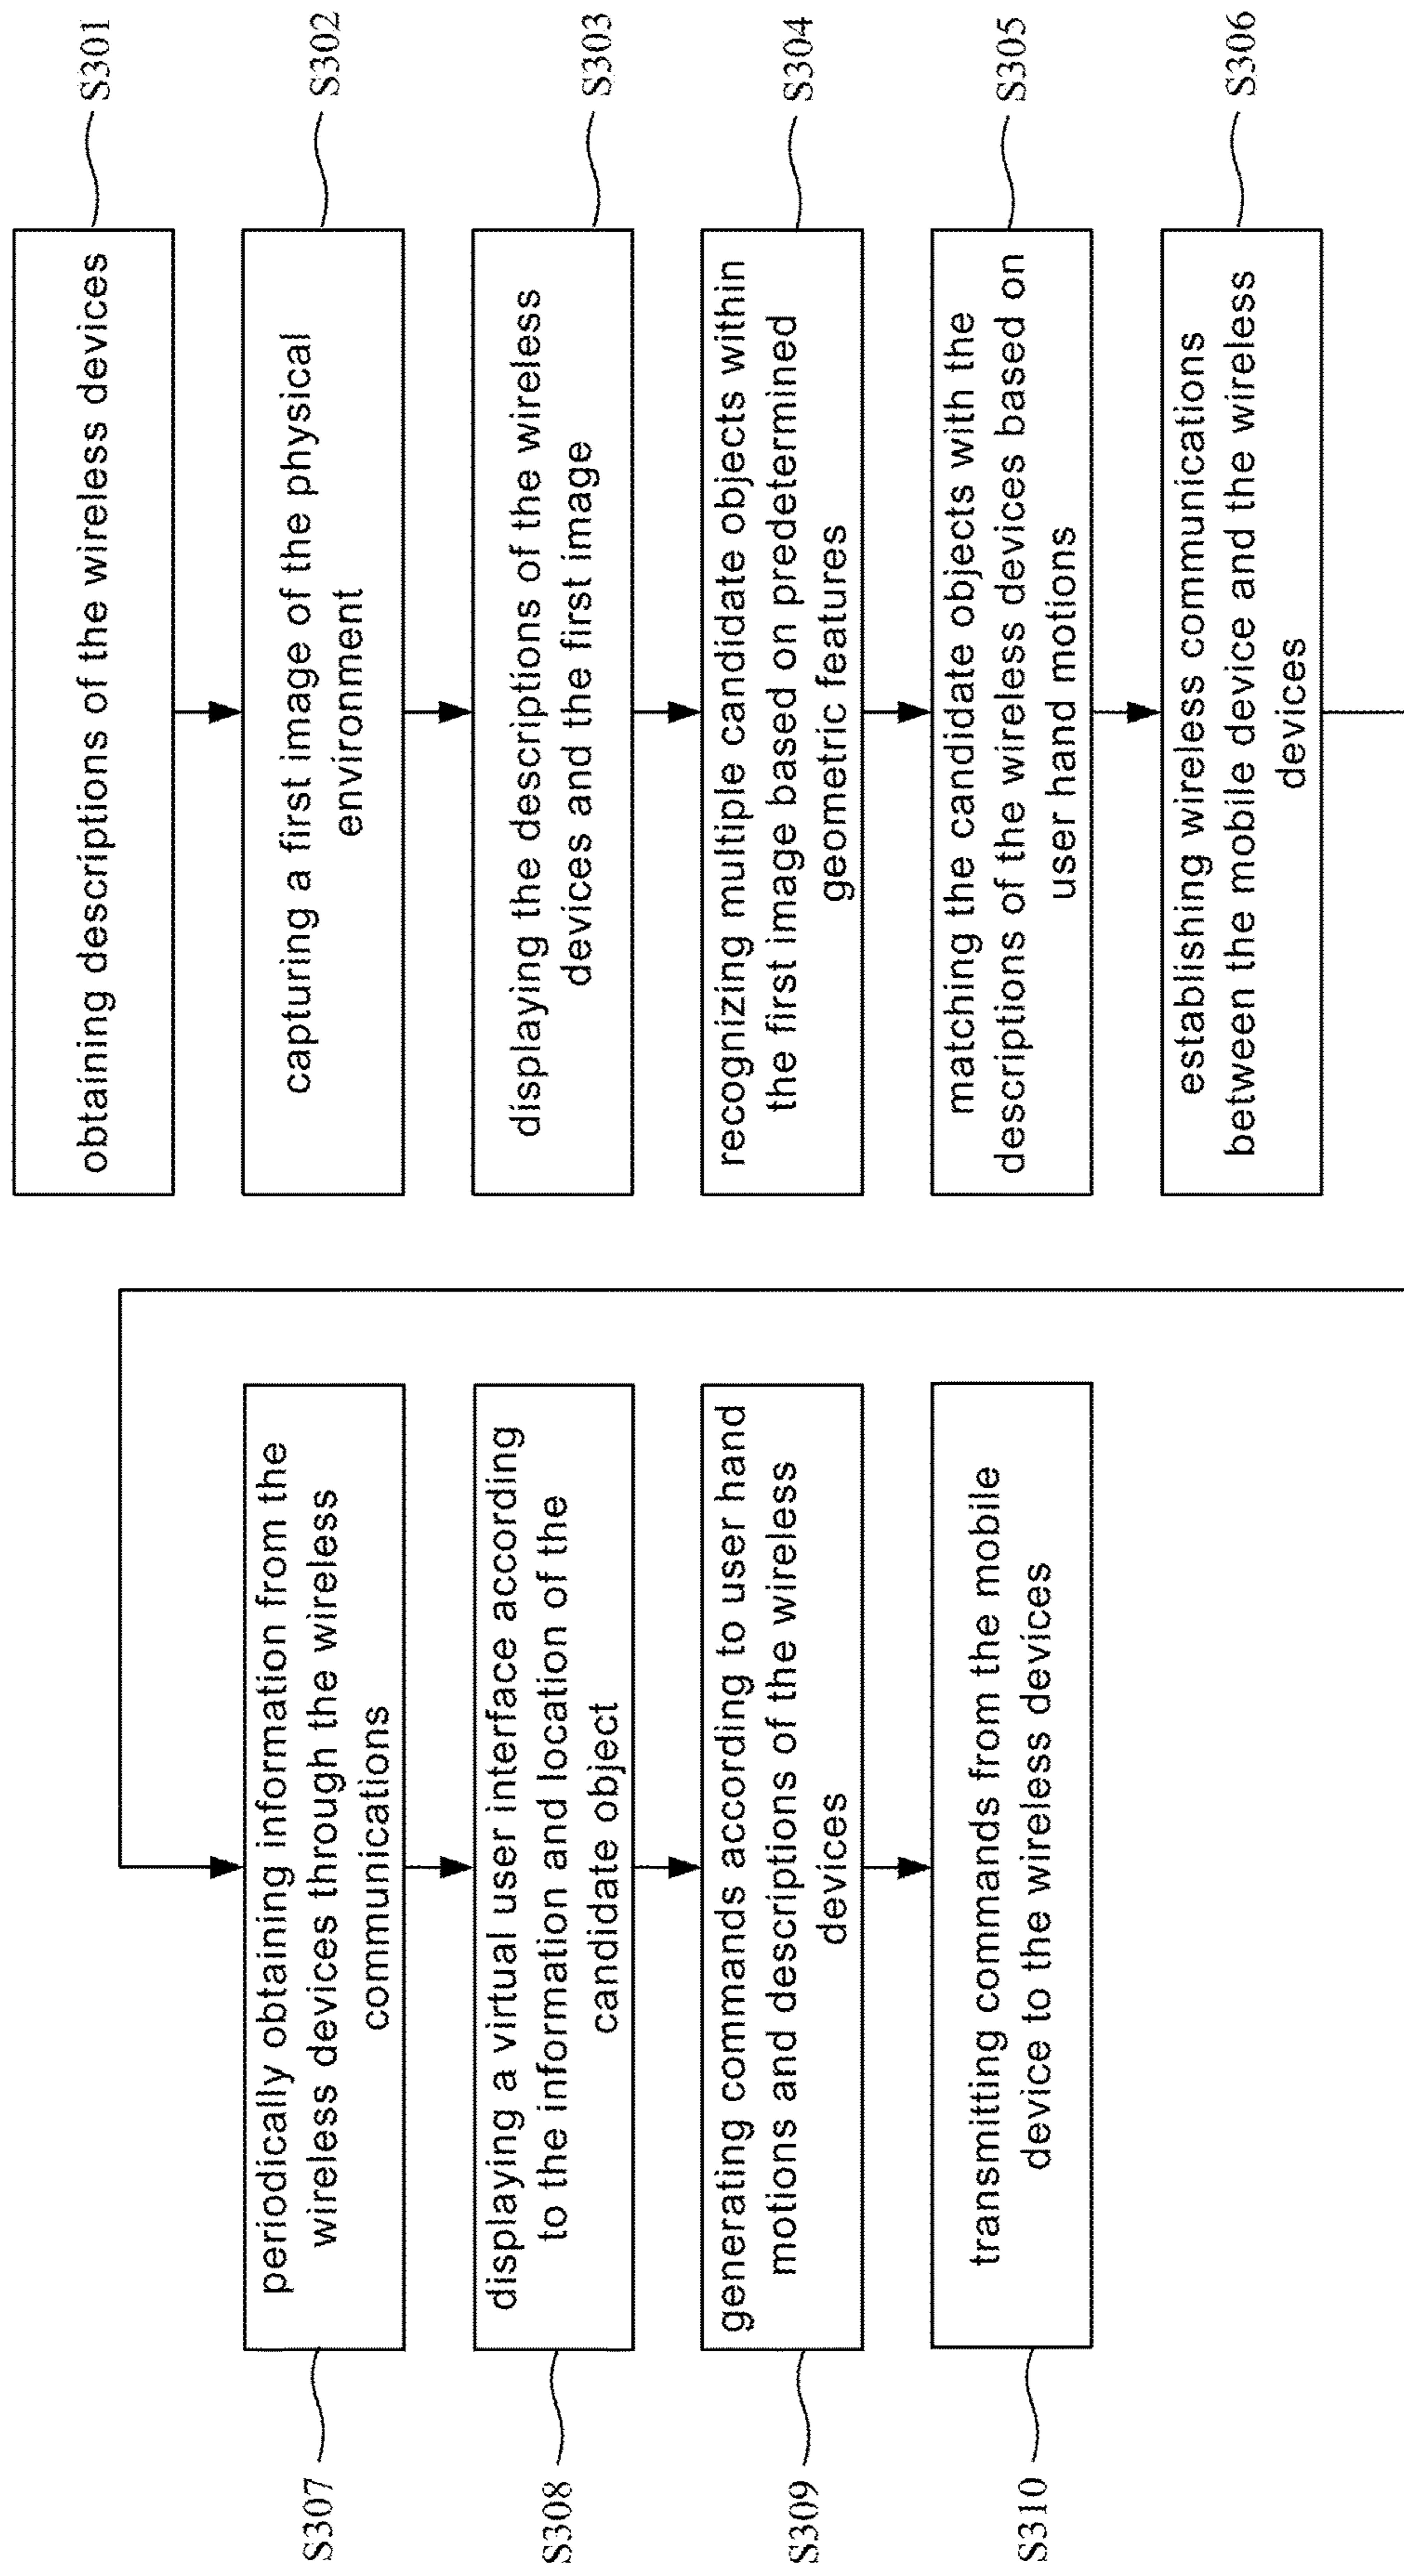 obtaining descriptions of the wireless devices
S301
capturing a first image of the physical
environment
S302
displaying the descriptions of the wireless
devices and the first image
S303
recognizing multiple candidate objects within
the first image based on predetermined
geometric features
S304
matching the candidate objects with the
descriptions of the wireless devices based on
user hand motions
S305
establishing wireless communications
between the mobile device and the wireless
devices
S306
periodically obtaining information from the
wireless devices through the wireless
communications
S307
displaying a virtual user interface according
to the information and location of the
candidate object
S308
generating commands according to user hand
motions and descriptions of the wireless
devices
S309
transmitting commands from the mobile
device to the wireless devices
S310